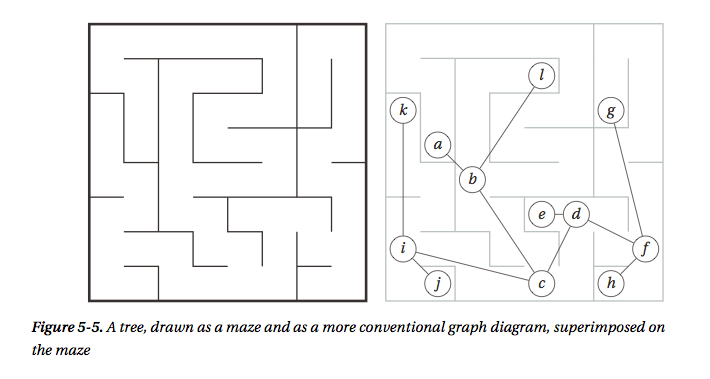 l
k
g
a
b
e d
i
f
j
c
h
Figure 5-5. A tree, drawn as a maze and as a more conventional graph diagram, superimposed on
the maze